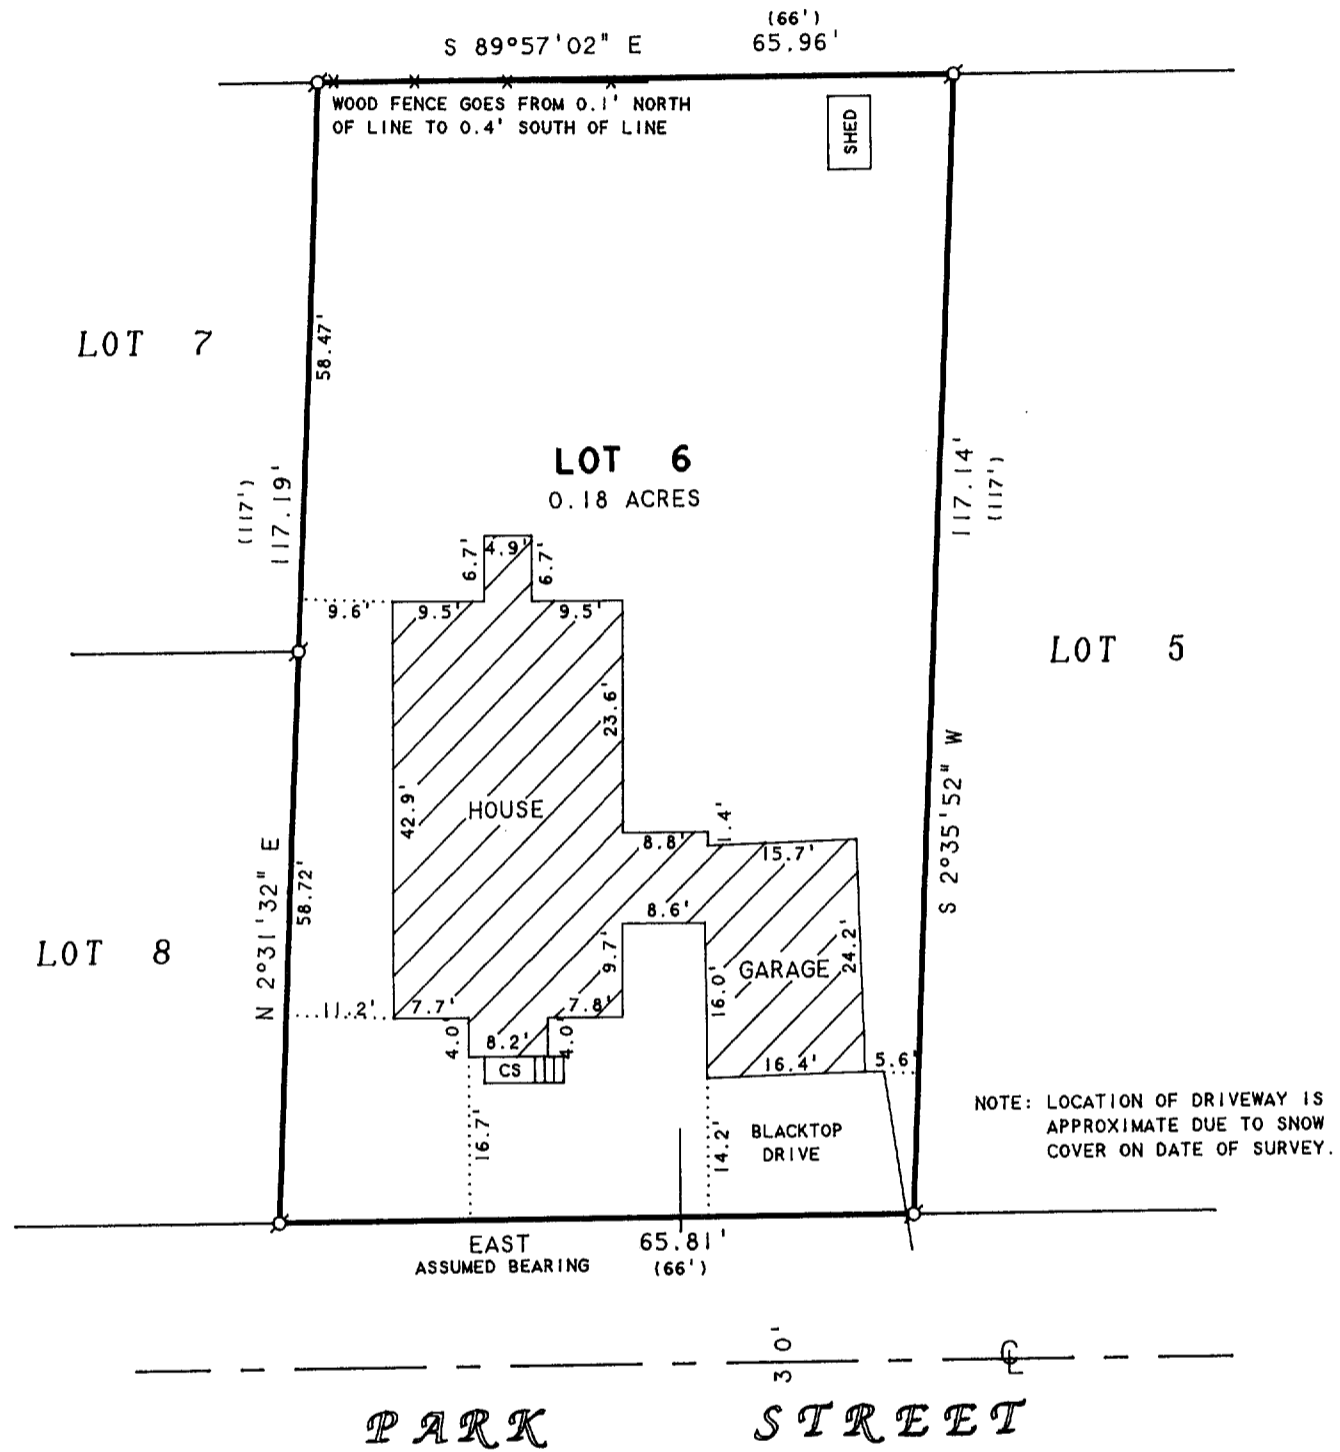 (66')
S 89°57'02" E 65.96'
WOOD FENCE GOES FROM 0.1' NORTH
OF LINE TO 0.4' SOUTH OF LINE
SHED
58.47'
LOT 7
LOT 6
0.18 ACRES
(117')
117.19'
117.14'
(117')
6.7'
4.9'
6.7'
9.6'
9.5'
9.5'
LOT 5
23.6'
42.9'
HOUSE
8.8'
1.4'
15.7'
S 2°35'52" W
N 2°31'32" E
58.72'
8.6'
LOT 8
9.7'
16.0'
GARAGE
24.2'
11.2'
7.7'
7.8'
4.0'
8.2'
4.0'
CS
16.4'
5.6'
16.7'
14.2'
BLACKTOP
DRIVE
NOTE: LOCATION OF DRIVEWAY IS
APPROXIMATE DUE TO SNOW
COVER ON DATE OF SURVEY.
EAST
ASSUMED BEARING
65.81'
(66')
30'
℄
PARK STREET